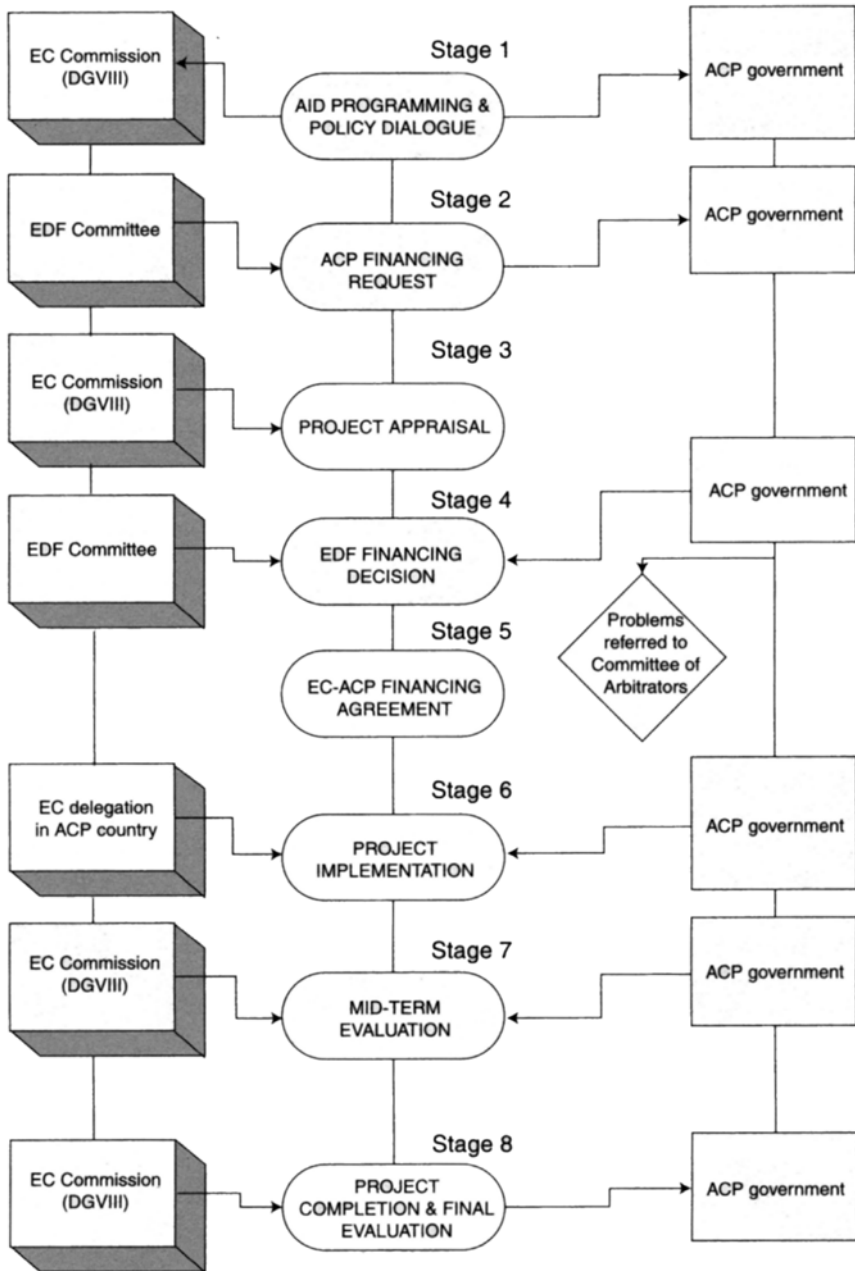 Stage 1
EC Commission
(DGVIII)
AID PROGRAMMING &
POLICY DIALOGUE
ACP government
Stage 2
EDF Committee
ACP FINANCING
REQUEST
ACP government
Stage 3
EC Commission
(DGVIII)
PROJECT APPRAISAL
Stage 4
EDF Committee
EDF FINANCING
DECISION
ACP government
Problems
referred to
Committee of
Arbitrators
Stage 5
EC-ACP FINANCING
AGREEMENT
Stage 6
EC delegation
in ACP country
PROJECT
IMPLEMENTATION
ACP government
Stage 7
EC Commission
(DGVIII)
MID-TERM
EVALUATION
ACP government
Stage 8
EC Commission
(DGVIII)
PROJECT
COMPLETION & FINAL
EVALUATION
ACP government